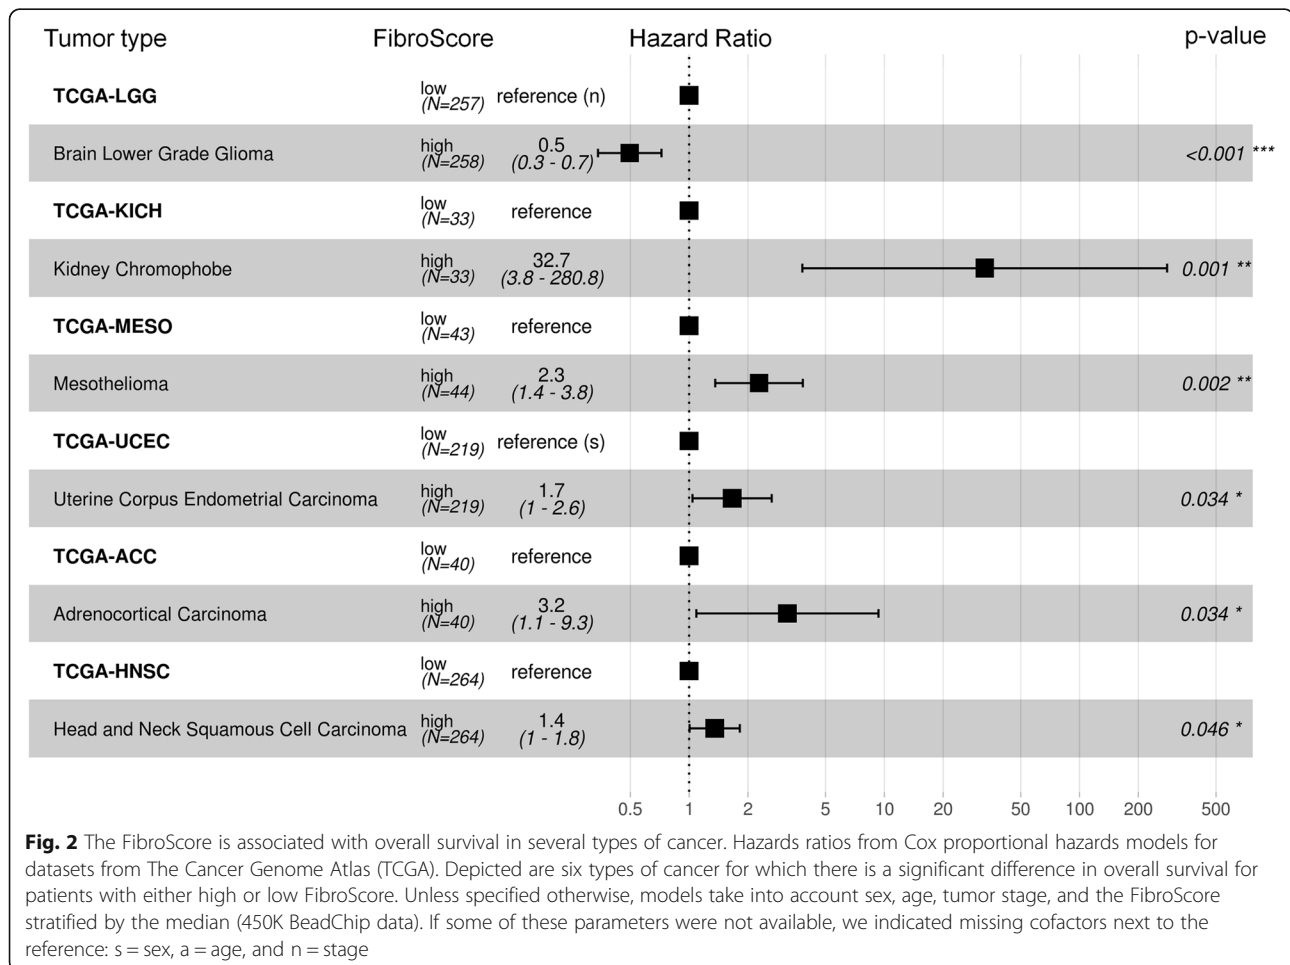 Tumor type FibroScore Hazard Ratio p-value
TCGA-LGG low (N=257) reference (n)
Brain Lower Grade Glioma high (N=258) 0.5 (0.3 - 0.7) <0.001 ***
TCGA-KICH low (N=33) reference
Kidney Chromophobe high (N=33) 32.7 (3.8 - 280.8) 0.001 **
TCGA-MESO low (N=43) reference
Mesothelioma high (N=44) 2.3 (1.4 - 3.8) 0.002 **
TCGA-UCEC low (N=219) reference (s)
Uterine Corpus Endometrial Carcinoma high (N=219) 1.7 (1 - 2.6) 0.034 *
TCGA-ACC low (N=40) reference
Adrenocortical Carcinoma high (N=40) 3.2 (1.1 - 9.3) 0.034 *
TCGA-HNSC low (N=264) reference
Head and Neck Squamous Cell Carcinoma high (N=264) 1.4 (1 - 1.8) 0.046 *
0.5 1 2 5 10 20 50 100 200 500
Fig. 2 The FibroScore is associated with overall survival in several types of cancer. Hazards ratios from Cox proportional hazards models for
datasets from The Cancer Genome Atlas (TCGA). Depicted are six types of cancer for which there is a significant difference in overall survival for
patients with either high or low FibroScore. Unless specified otherwise, models take into account sex, age, tumor stage, and the FibroScore
stratified by the median (450K BeadChip data). If some of these parameters were not available, we indicated missing cofactors next to the
reference: s = sex, a = age, and n = stage